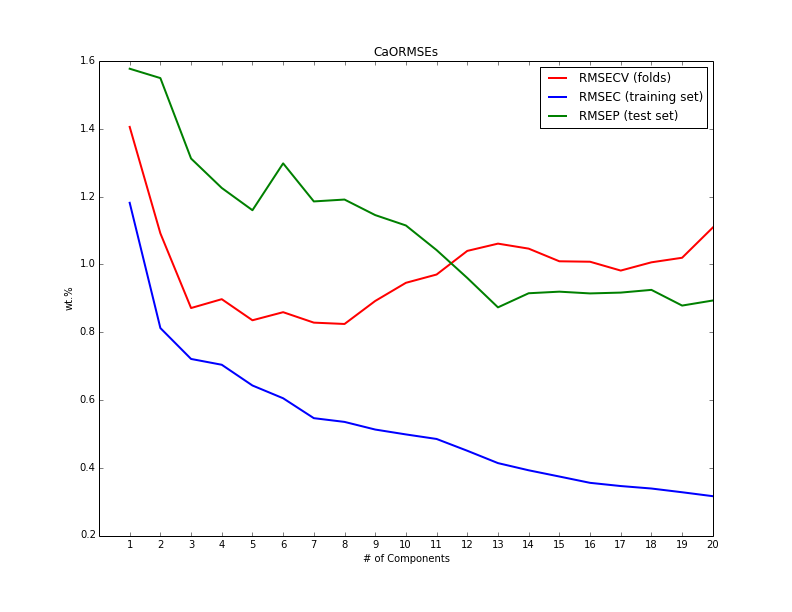 CaORMSEs
RMSECV (folds)
RMSEC (training set)
RMSEP (test set)
1.6
1.4
1.2
1.0
0.8
0.6
0.4
0.2
wt.%
1 2 3 4 5 6 7 8 9 10 11 12 13 14 15 16 17 18 19 20
# of Components